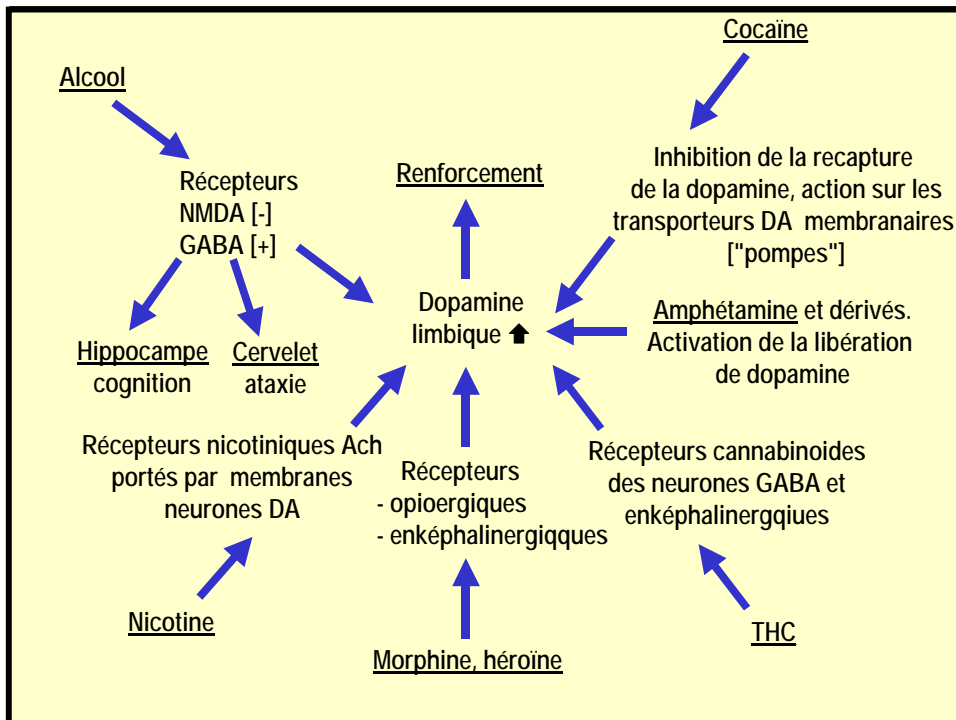 Cocaïne
Alcool
Renforcement
Inhibition de la recapture
de la dopamine, action sur les
transporteurs DA membranaires
["pompes"]
Récepteurs
NMDA [-]
GABA [+]
Dopamine
limbique ⬆
Amphétamine et dérivés.
Activation de la libération
de dopamine
Hippocampe
cognition
Cervelet
ataxie
Récepteurs nicotiniques Ach
portés par membranes
neurones DA
Récepteurs
- opioergiques
- enképhalinergiqques
Récepteurs cannabinoides
des neurones GABA et
enképhalinergqiues
Nicotine
Morphine, héroïne
THC